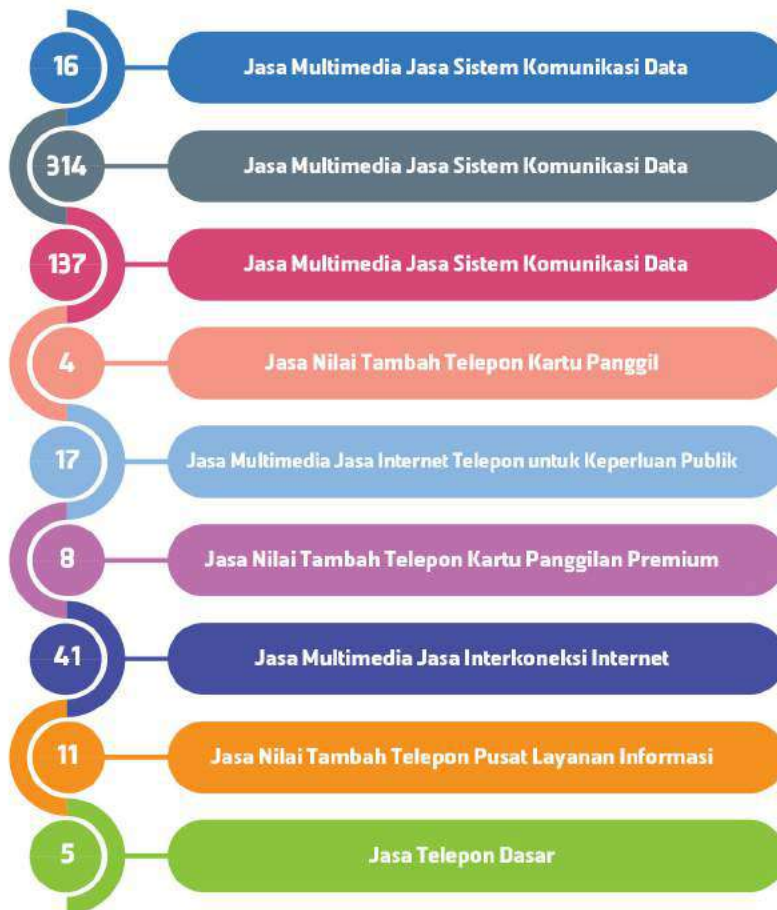 16
Jasa Multimedia Jasa Sistem Komunikasi Data
314
Jasa Multimedia Jasa Sistem Komunikasi Data
137
Jasa Multimedia Jasa Sistem Komunikasi Data
4
Jasa Nilai Tambah Telepon Kartu Panggil
17
Jasa Multimedia Jasa Internet Telepon untuk Keperluan Publik
8
Jasa Nilai Tambah Telepon Kartu Panggilan Premium
41
Jasa Multimedia Jasa Interkoneksi Internet
11
Jasa Nilai Tambah Telepon Pusat Layanan Informasi
5
Jasa Telepon Dasar